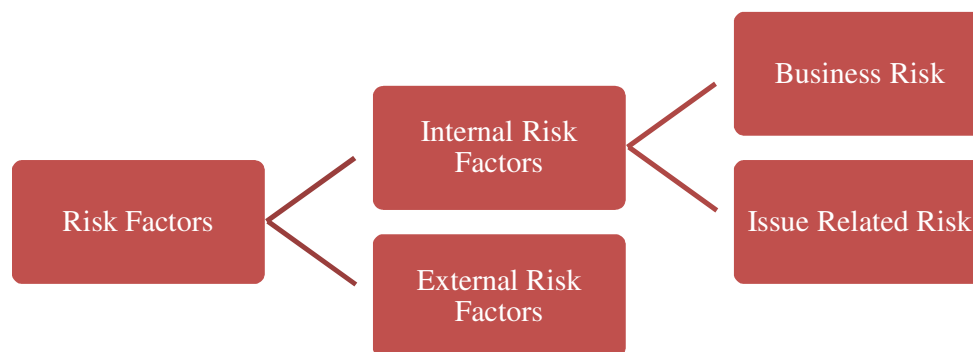 Risk Factors
Internal Risk
Factors
External Risk
Factors
Business Risk
Issue Related Risk